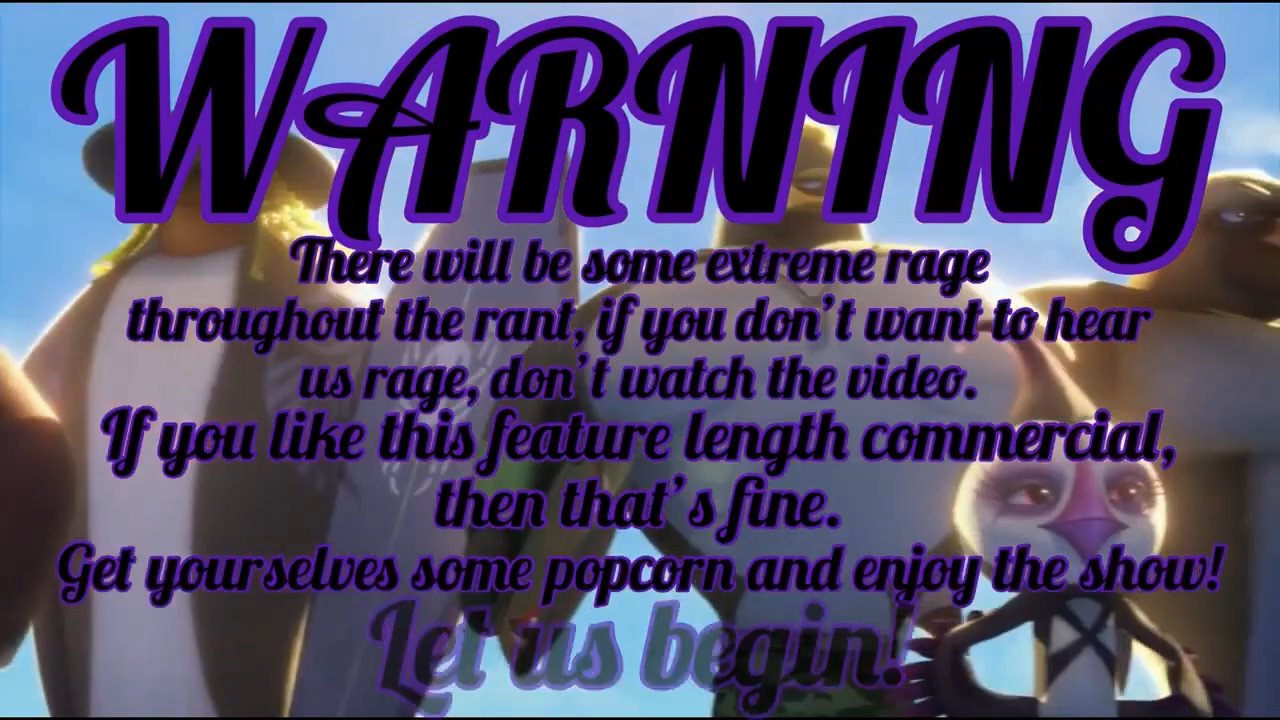 WARNING
There will be some extreme rage
throughout the rant, if you don't want to hear
us rage, don't watch the video.
If you like this feature length commercial,
then that's fine.
Get yourselves some popcorn and enjoy the show!
Let us begin!